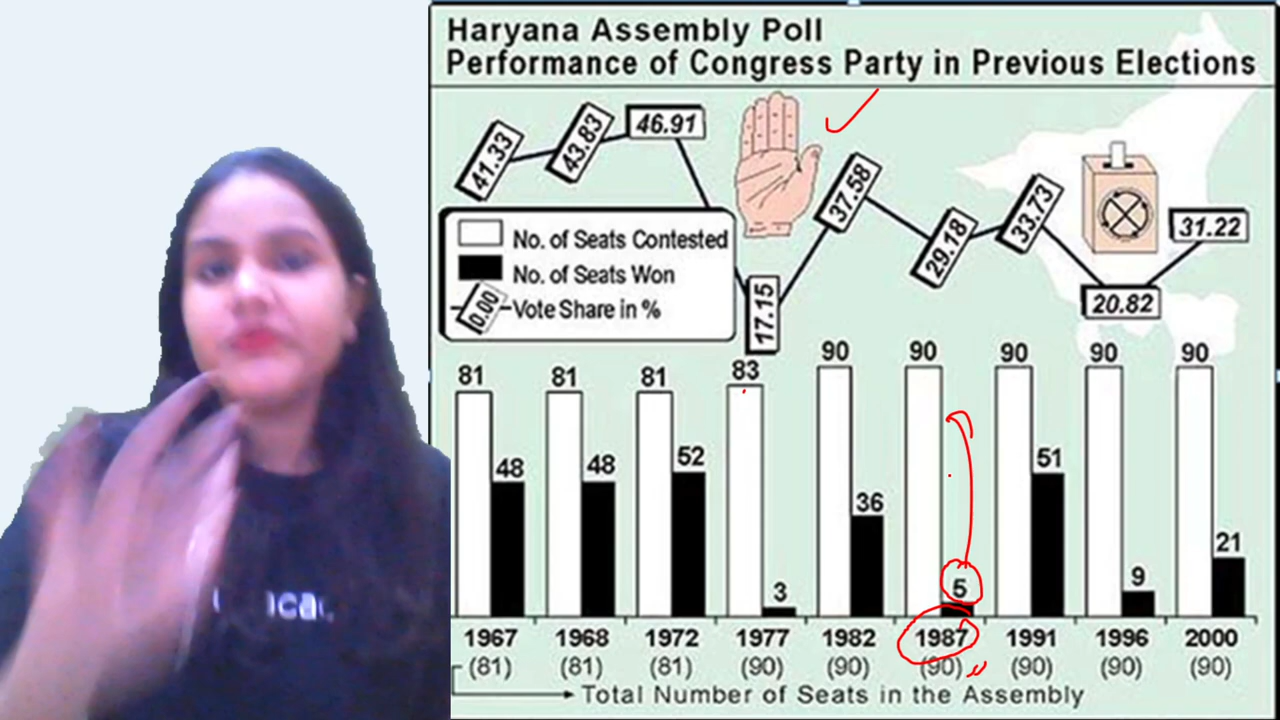 Haryana Assembly Poll
Performance of Congress Party in Previous Elections
41.33 43.83 46.91 17.15 37.58 29.18 33.73 20.82 31.22
No. of Seats Contested
No. of Seats Won
0.00 Vote Share in %
81 81 81 83 90 90 90 90 90
48 48 52 3 36 5 51 9 21
1967 1968 1972 1977 1982 1987 1991 1996 2000
(81) (81) (81) (90) (90) (90) (90) (90) (90)
Total Number of Seats in the Assembly